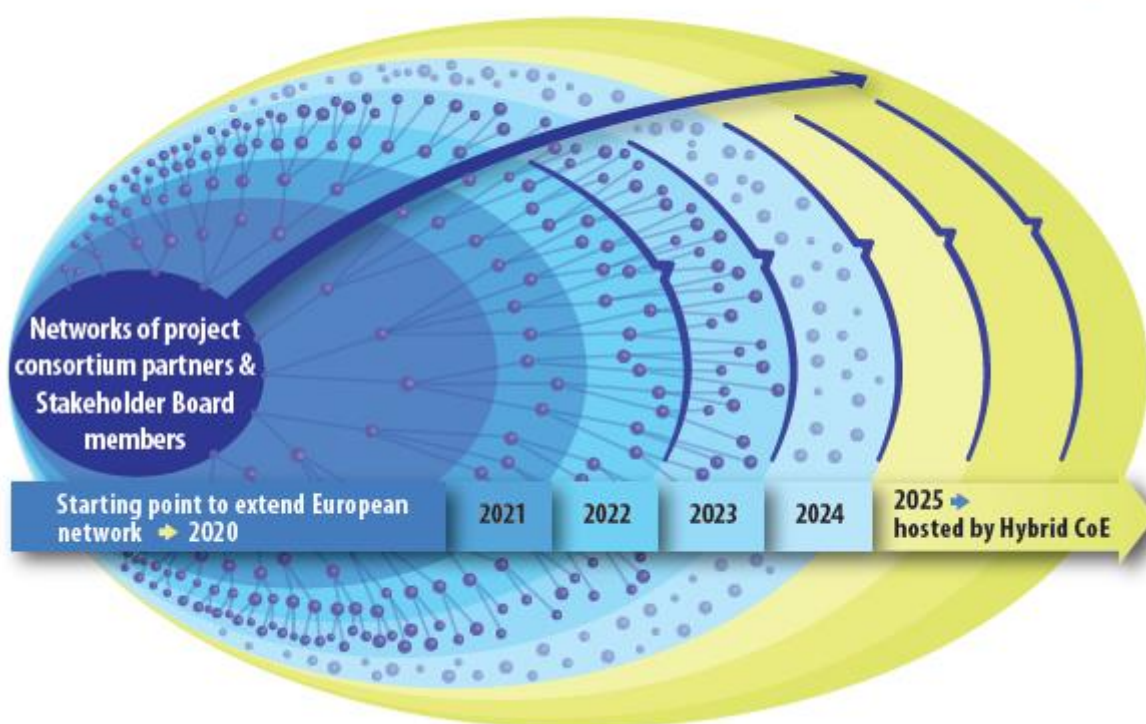 Networks of project
consortium partners &
Stakeholder Board
members
Starting point to extend European
network ➔ 2020
2021
2022
2023
2024
2025 ➔
hosted by Hybrid CoE